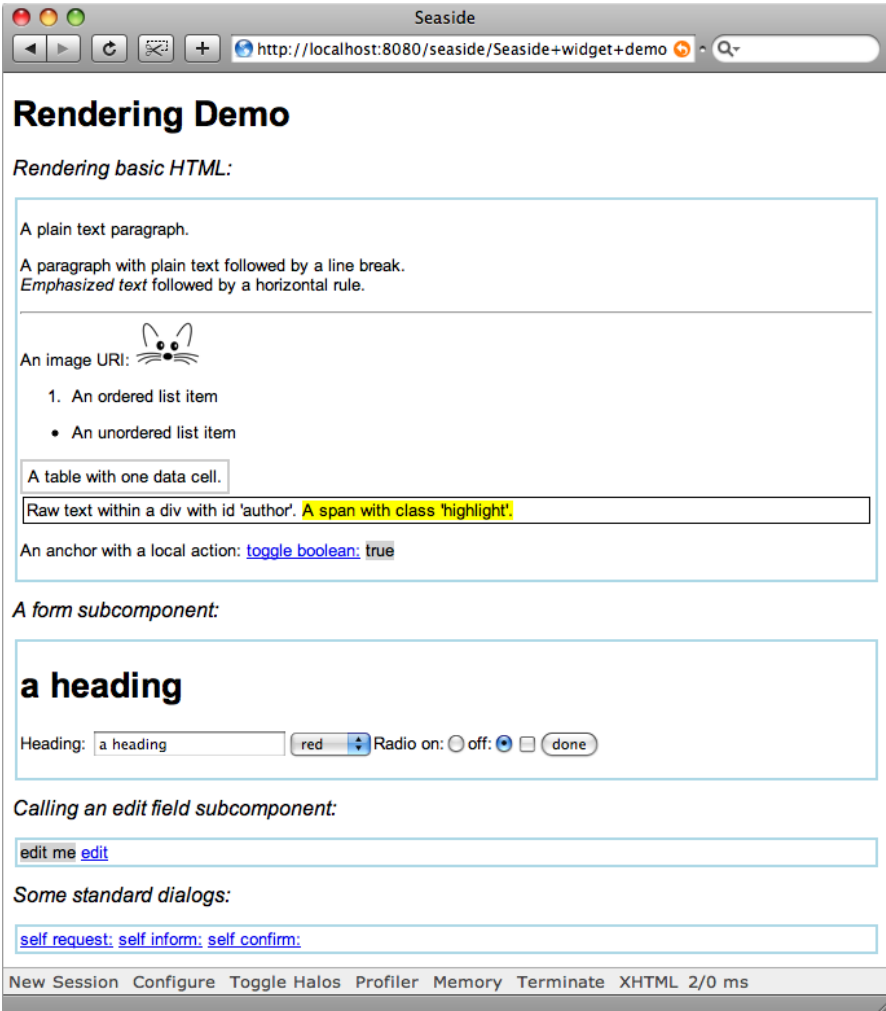 Seaside
http://localhost:8080/seaside/Seaside+widget+demo
Rendering Demo
Rendering basic HTML:
A plain text paragraph.
A paragraph with plain text followed by a line break.
Emphasized text followed by a horizontal rule.
An image URI:
1. An ordered list item
• An unordered list item
A table with one data cell.
Raw text within a div with id 'author'. A span with class 'highlight'.
An anchor with a local action: toggle boolean: true
A form subcomponent:
a heading
Heading: a heading red Radio on: off: done
Calling an edit field subcomponent:
edit me edit
Some standard dialogs:
self request: self inform: self confirm:
New Session Configure Toggle Halos Profiler Memory Terminate XHTML 2/0 ms